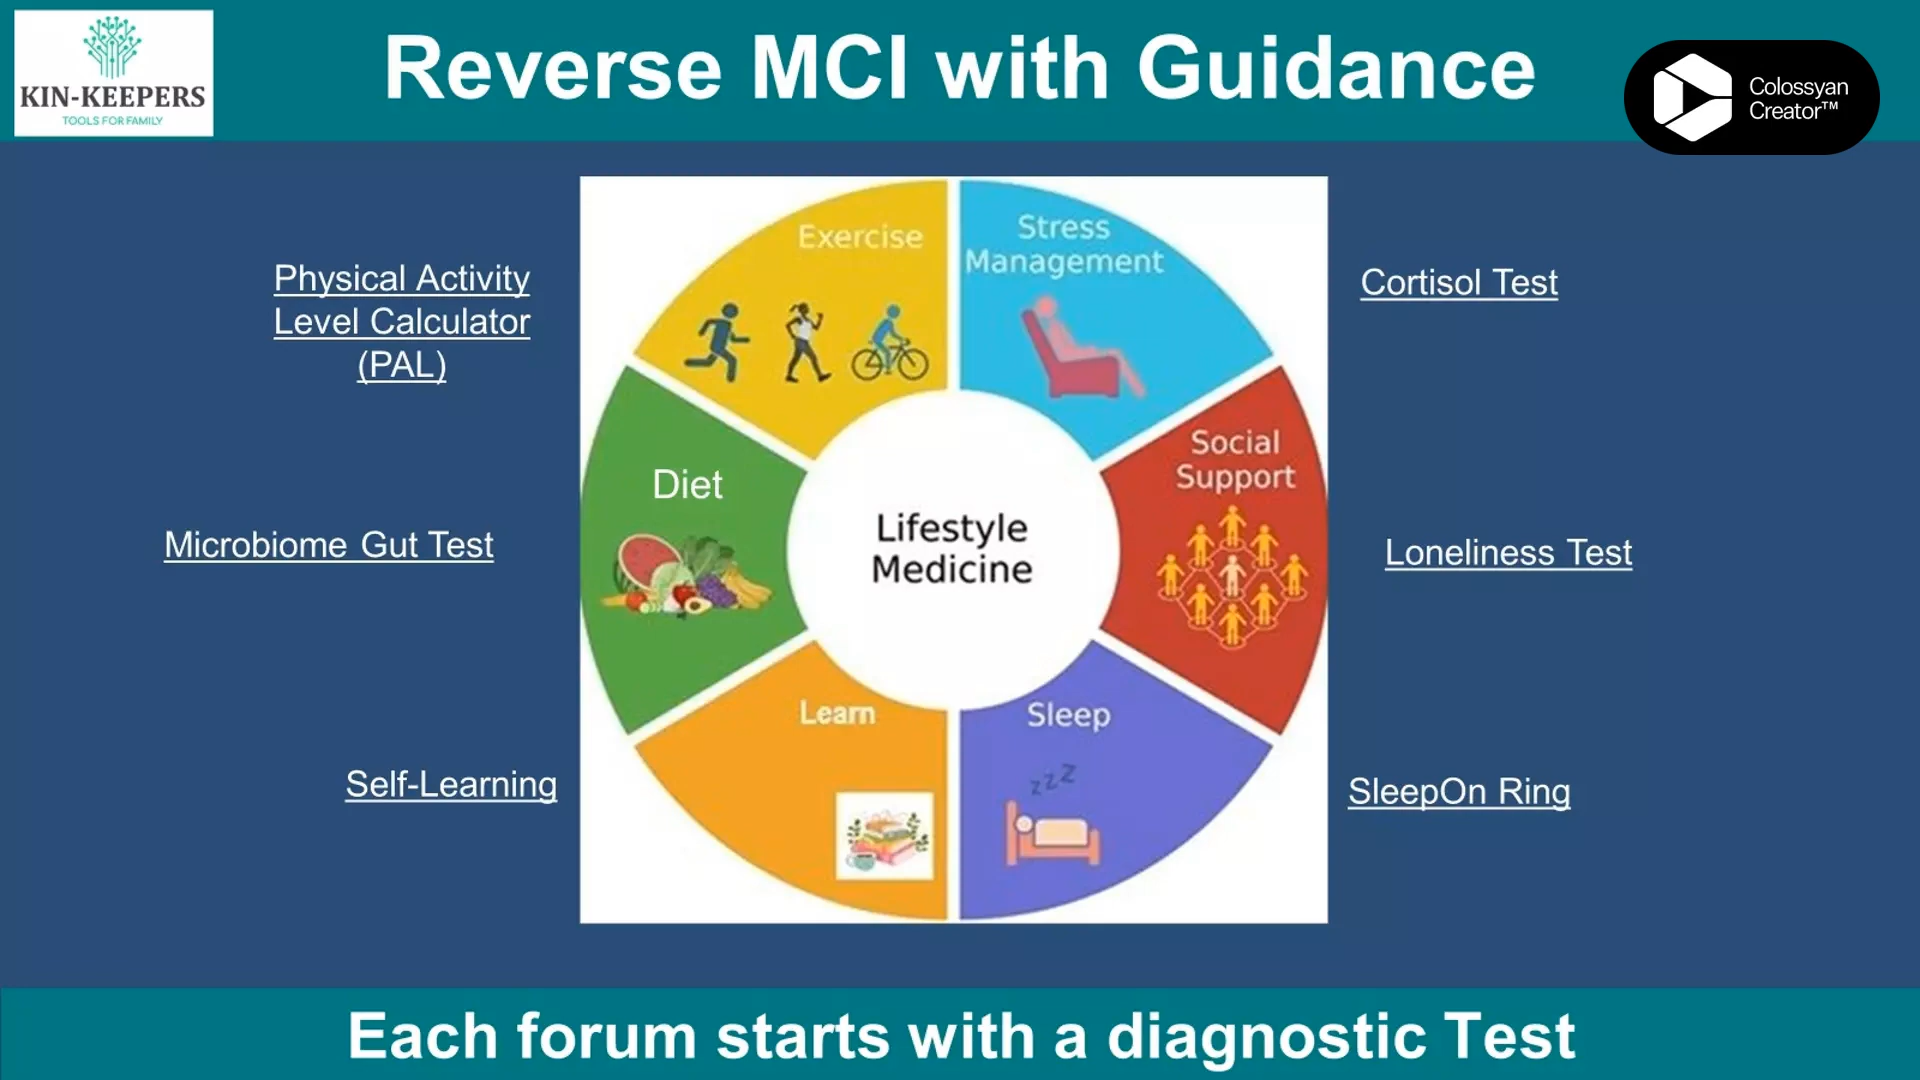 KIN-KEEPERS
TOOLS FOR FAMILY
Reverse MCI with Guidance
Colossyan
Creator™
Physical Activity
Level Calculator
(PAL)
Exercise
Stress
Management
Cortisol Test
Microbiome Gut Test
Diet
Lifestyle
Medicine
Social
Support
Loneliness Test
Self-Learning
Learn
Sleep
zzz
SleepOn Ring
Each forum starts with a diagnostic Test